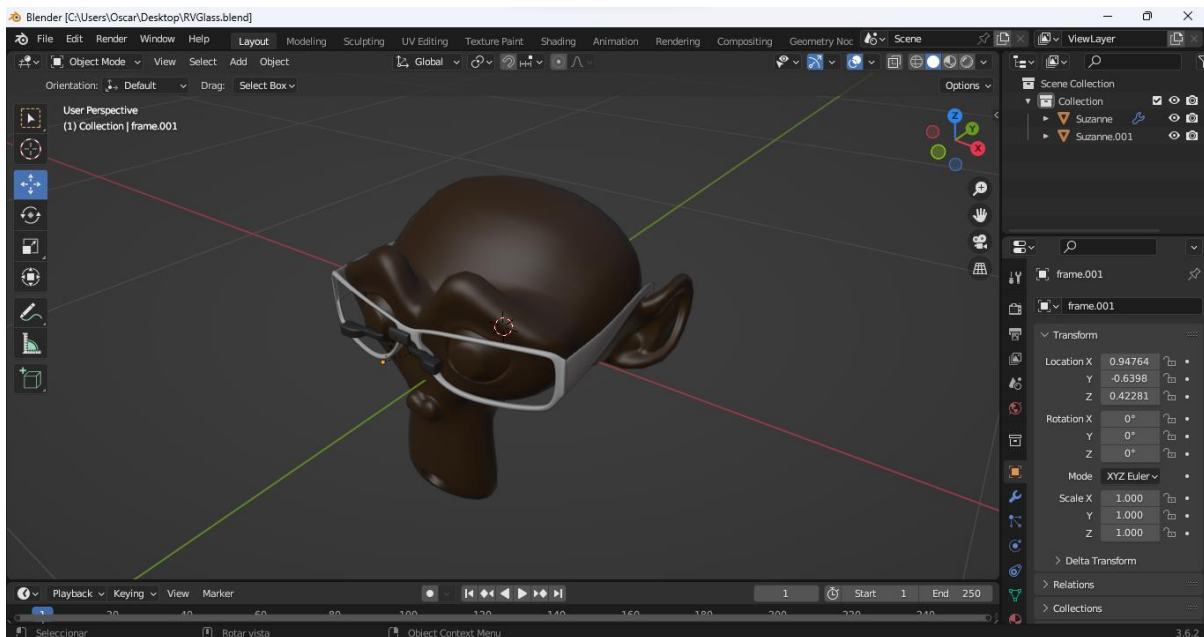 Blender [C:\Users\Oscar\Desktop\RVGlass.blend]
File Edit Render Window Help Layout Modeling Sculpting UV Editing Texture Paint Shading Animation Rendering Compositing Geometry Noc Scene ViewLayer
Object Mode View Select Add Object Global
Orientation: Default Drag: Select Box Options
User Perspective
(1) Collection | frame.001
Z
Y
X
Scene Collection
Collection
Suzanne
Suzanne.001
frame.001
frame.001
Transform
Location X 0.94764
Y -0.6398
Z 0.42281
Rotation X 0°
Y 0°
Z 0°
Mode XYZ Euler
Scale X 1.000
Y 1.000
Z 1.000
Delta Transform
Relations
Collections
Playback Keying View Marker 1 Start 1 End 250
1 20 40 60 80 100 120 140 160 180 200 220 240
Seleccionar Rotar vista Object Context Menu 3.6.2